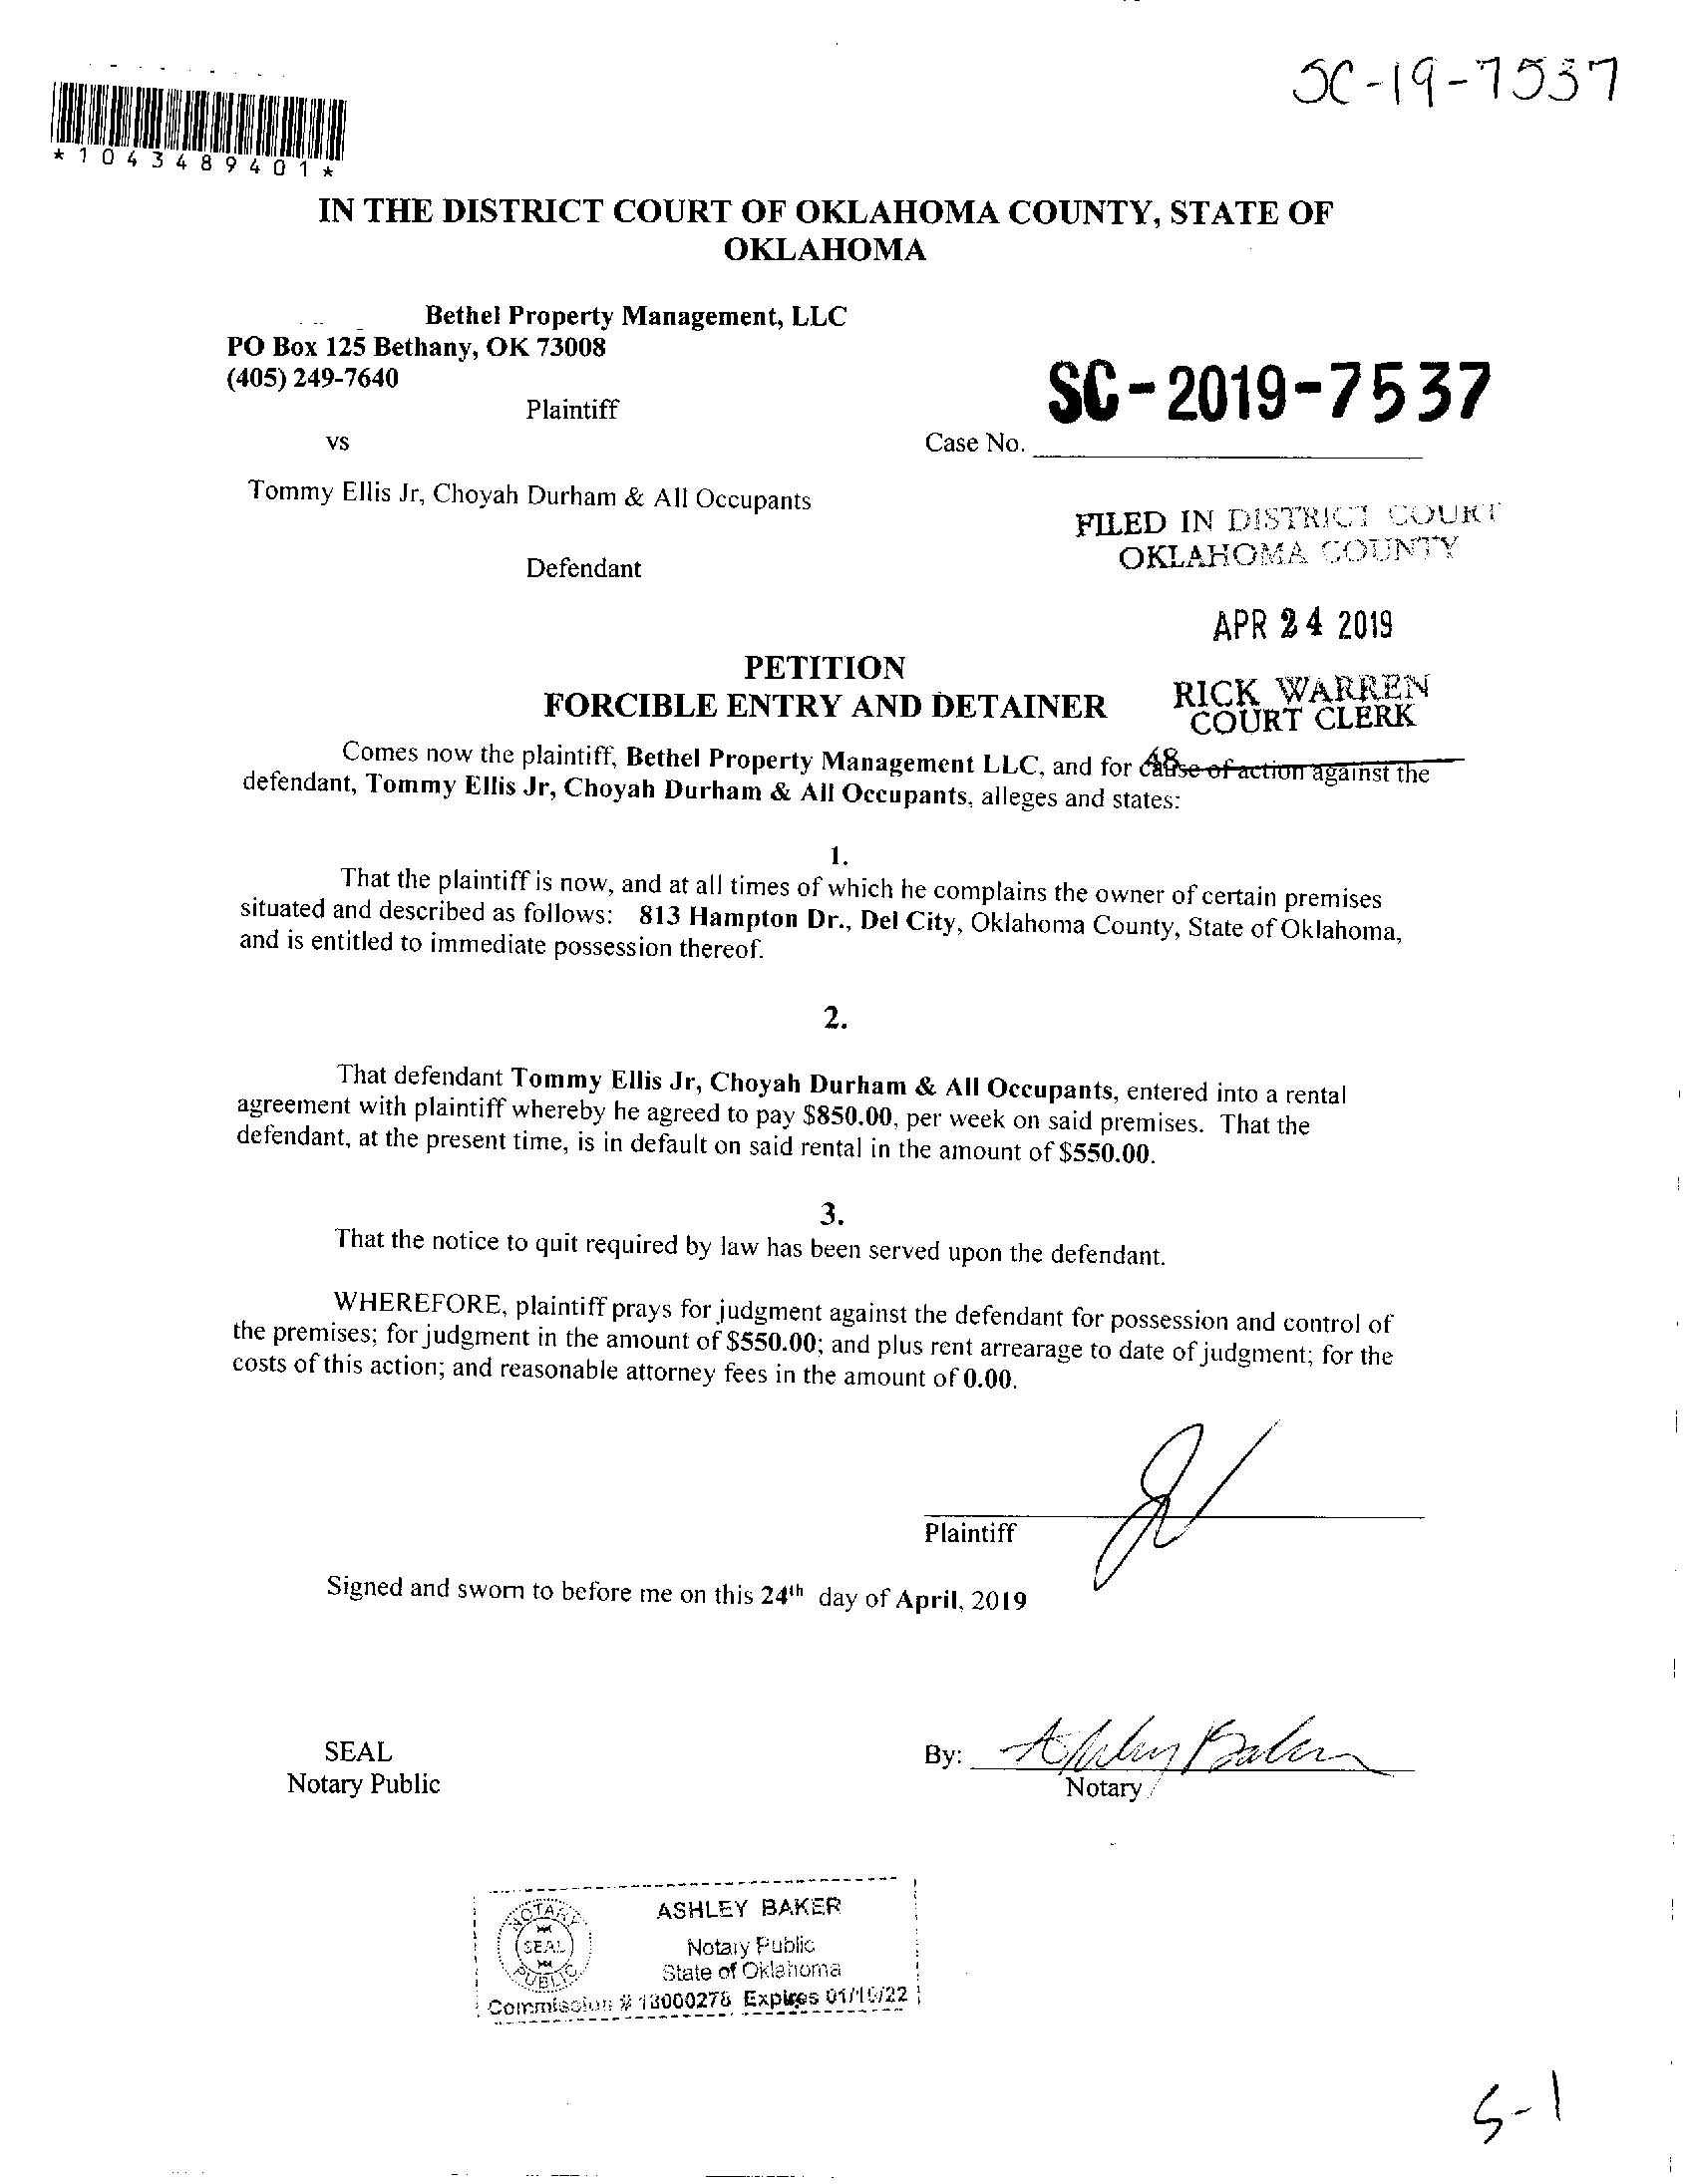 SC-19-7537
*1043489401*
IN THE DISTRICT COURT OF OKLAHOMA COUNTY, STATE OF
OKLAHOMA
Bethel Property Management, LLC
PO Box 125 Bethany, OK 73008
(405) 249-7640
Plaintiff
SC-2019-7537
vs
Case No.
Tommy Ellis Jr, Choyah Durham & All Occupants
FILED IN DISTRICT COURT
OKLAHOMA COUNTY
Defendant
APR 24 2019
PETITION
FORCIBLE ENTRY AND DETAINER
RICK WARREN
COURT CLERK
48
Comes now the plaintiff, Bethel Property Management LLC, and for cause of action against the
defendant, Tommy Ellis Jr, Choyah Durham & All Occupants, alleges and states:
1.
That the plaintiff is now, and at all times of which he complains the owner of certain premises
situated and described as follows: 813 Hampton Dr., Del City, Oklahoma County, State of Oklahoma,
and is entitled to immediate possession thereof.
2.
That defendant Tommy Ellis Jr, Choyah Durham & All Occupants, entered into a rental
agreement with plaintiff whereby he agreed to pay $850.00, per week on said premises. That the
defendant, at the present time, is in default on said rental in the amount of $550.00.
3.
That the notice to quit required by law has been served upon the defendant.
WHEREFORE, plaintiff prays for judgment against the defendant for possession and control of
the premises; for judgment in the amount of $550.00; and plus rent arrearage to date of judgment; for the
costs of this action; and reasonable attorney fees in the amount of 0.00.
Plaintiff
Signed and sworn to before me on this 24th day of April, 2019
SEAL
Notary Public
By: Ashley Baker
Notary
NOTARY
SEAL
PUBLIC
ASHLEY BAKER
Notary Public
State of Oklahoma
Commission # 13000278 Expires 01/10/22
S-1